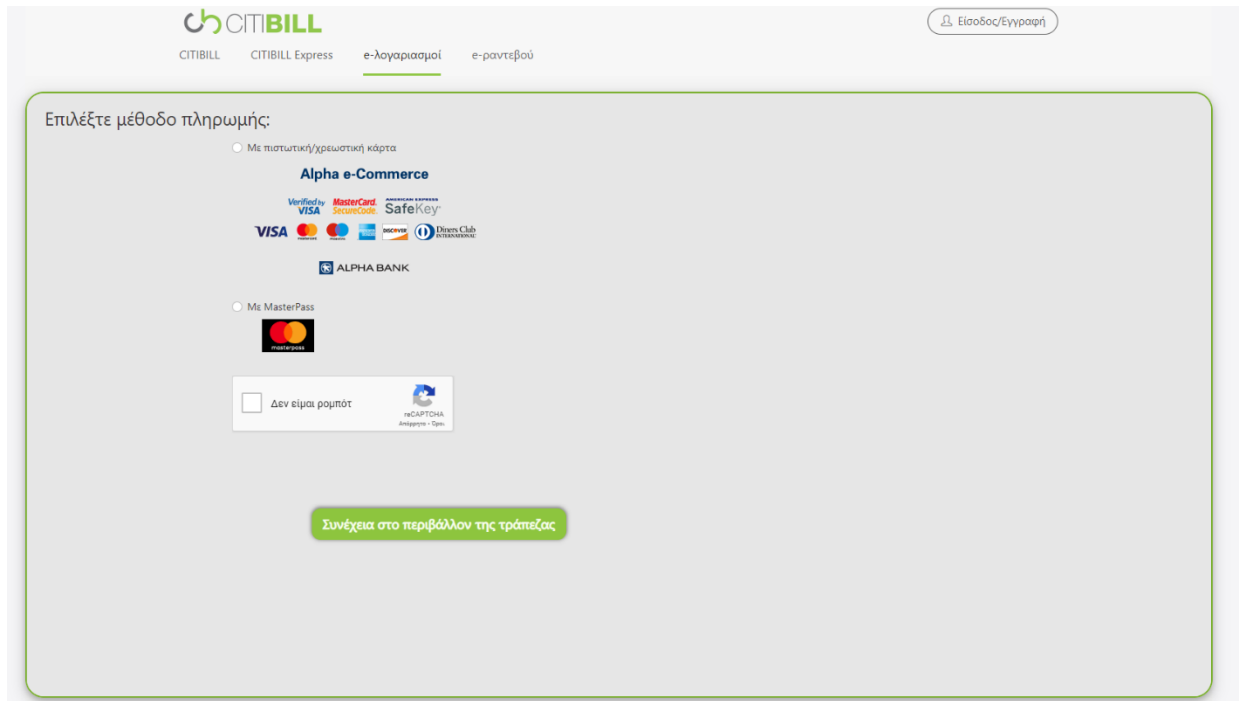 CITIBILL
Είσοδος/Εγγραφή
CITIBILL CITIBILL Express e-λογαριασμοί e-ραντεβού
Επιλέξτε μέθοδο πληρωμής:
Με πιστωτική/χρεωστική κάρτα
Alpha e-Commerce
Verified by VISA MasterCard. SecureCode. AMERICAN EXPRESS SafeKey
VISA DISCOVER Diners Club INTERNATIONAL
ALPHA BANK
Με MasterPass
masterpass
Δεν είμαι ρομπότ
reCAPTCHA
Απόρρητο - Όροι
Συνέχεια στο περιβάλλον της τράπεζας